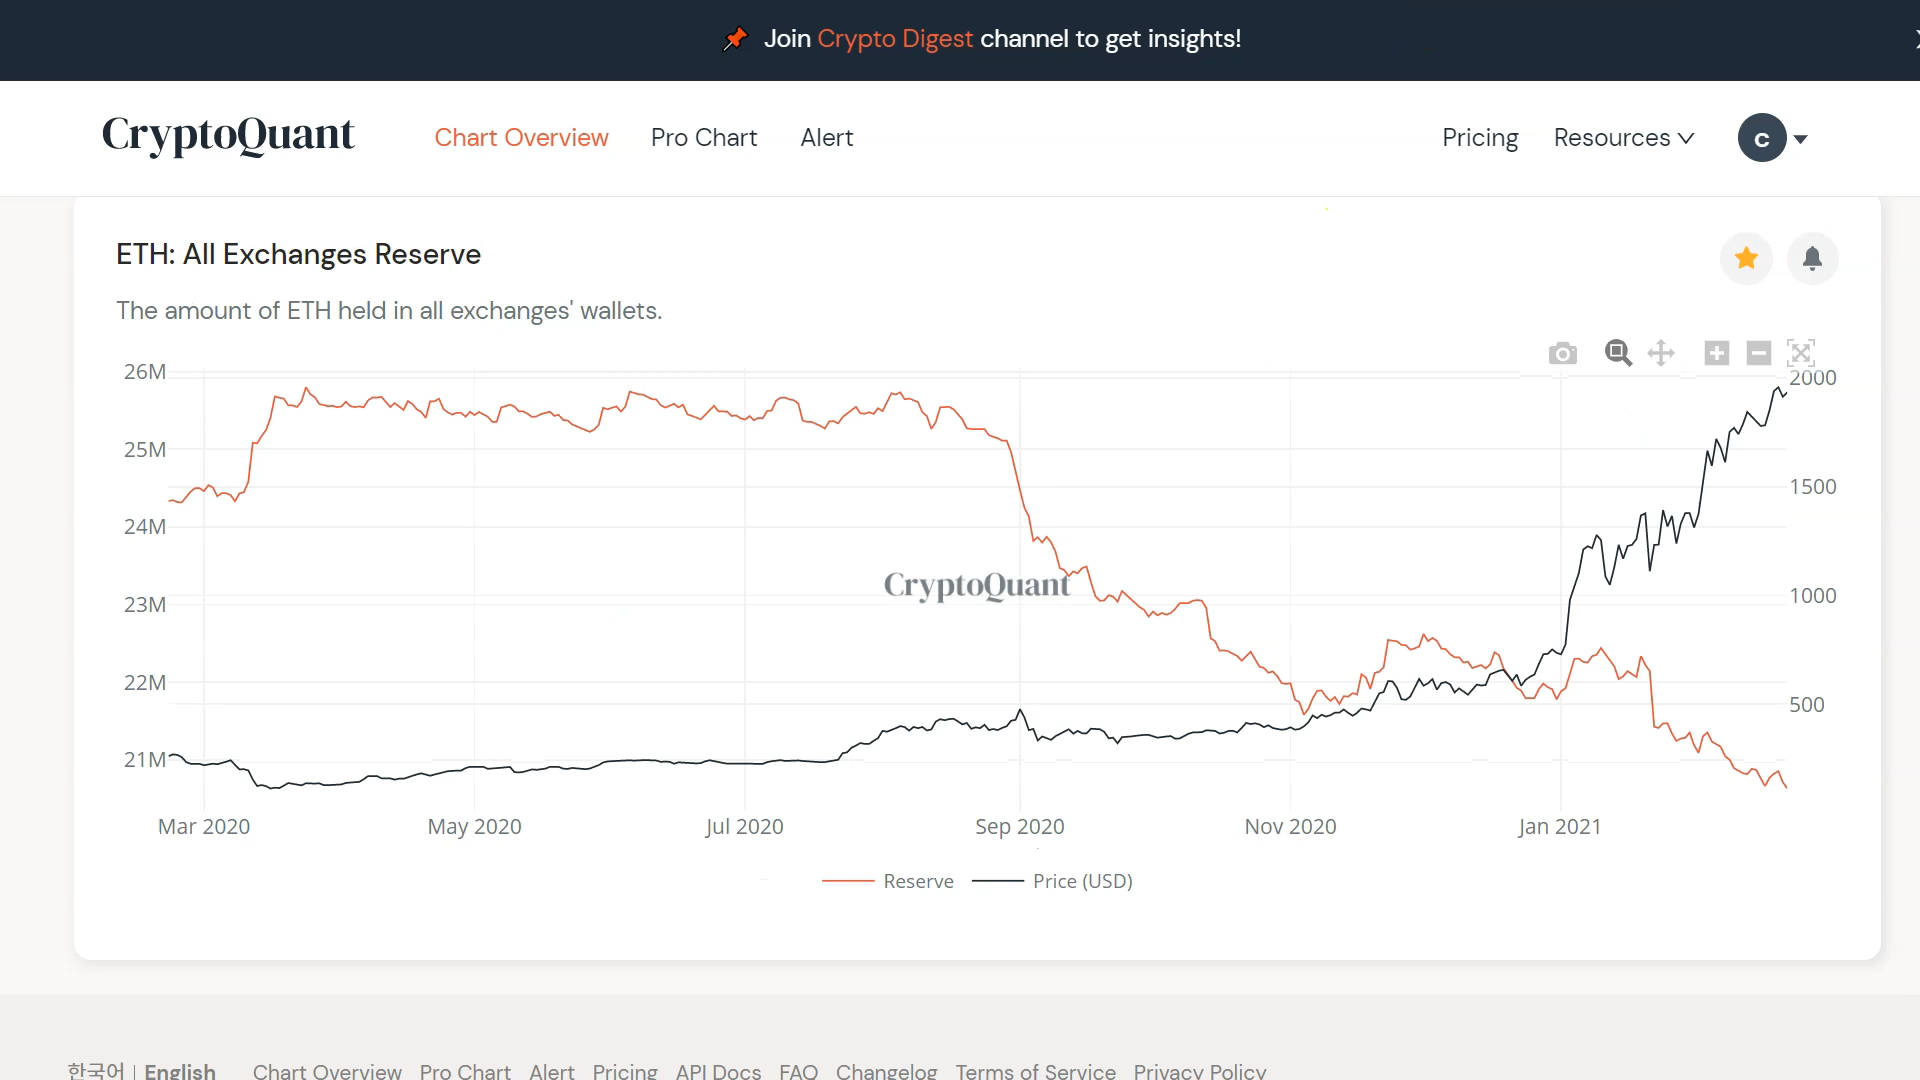 Join Crypto Digest channel to get insights!
CryptoQuant Chart Overview Pro Chart Alert Pricing Resources C
ETH: All Exchanges Reserve
The amount of ETH held in all exchanges' wallets.
26M
25M
24M
23M
22M
21M
2000
1500
1000
500
CryptoQuant
Mar 2020 May 2020 Jul 2020 Sep 2020 Nov 2020 Jan 2021
Reserve Price (USD)
한국어 | English Chart Overview Pro Chart Alert Pricing API Docs FAQ Changelog Terms of Service Privacy Policy